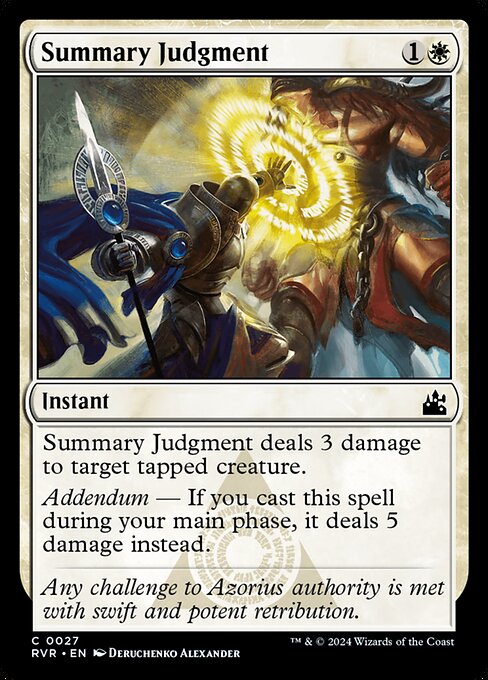 Summary Judgment 1
Instant
Summary Judgment deals 3 damage
to target tapped creature.
Addendum — If you cast this spell
during your main phase, it deals 5
damage instead.
Any challenge to Azorius authority is met
with swift and potent retribution.
C 0027
RVR • EN Deruchenko Alexander
™ & © 2024 Wizards of the Coast